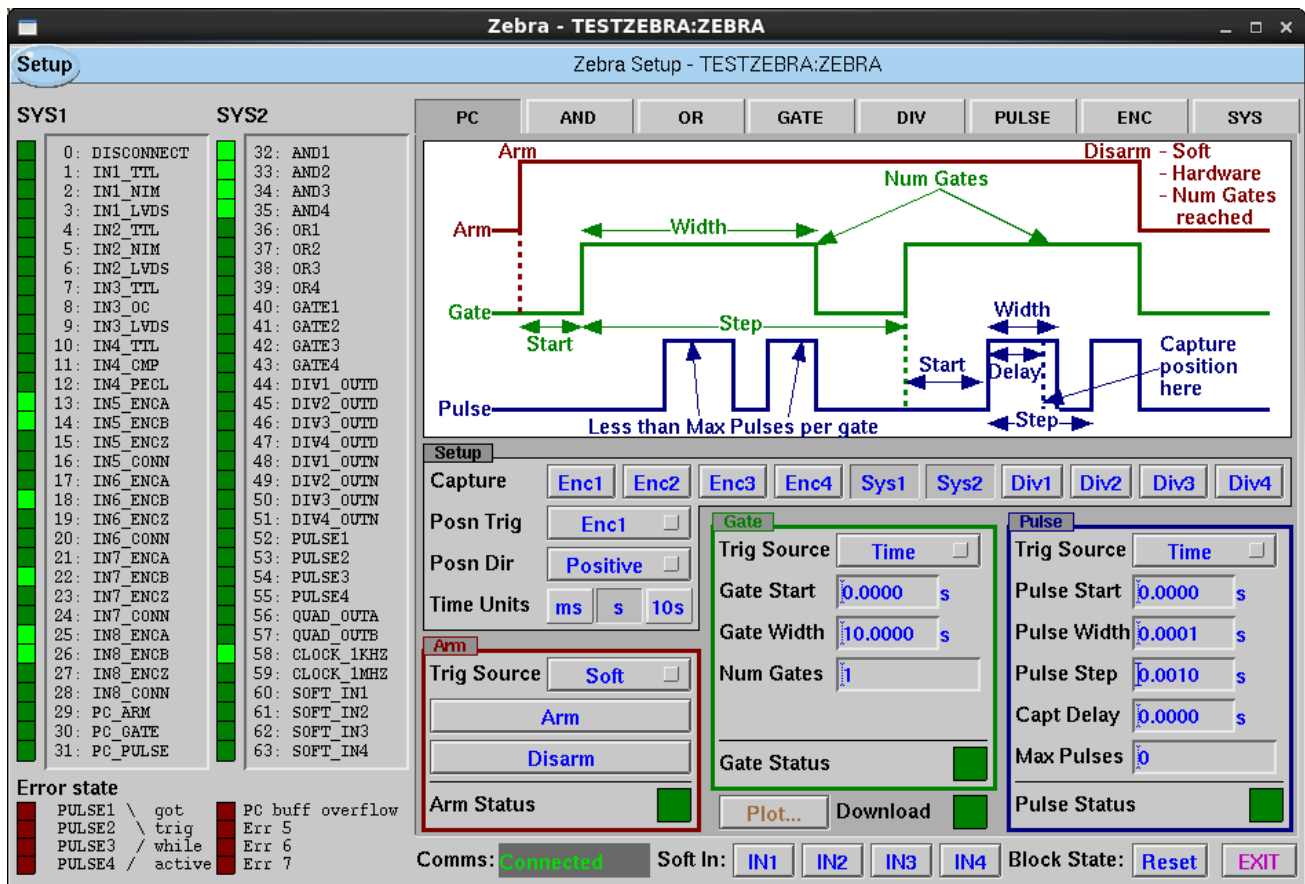 Zebra - TESTZEBRA:ZEBRA
Setup
Zebra Setup - TESTZEBRA:ZEBRA
SYS1
0: DISCONNECT
1: IN1_TTL
2: IN1_NIM
3: IN1_LVDS
4: IN2_TTL
5: IN2_NIM
6: IN2_LVDS
7: IN3_TTL
8: IN3_OC
9: IN3_LVDS
10: IN4_TTL
11: IN4_CMP
12: IN4_PECL
13: IN5_ENCA
14: IN5_ENCB
15: IN5_ENCZ
16: IN5_CONN
17: IN6_ENCA
18: IN6_ENCB
19: IN6_ENCZ
20: IN6_CONN
21: IN7_ENCA
22: IN7_ENCB
23: IN7_ENCZ
24: IN7_CONN
25: IN8_ENCA
26: IN8_ENCB
27: IN8_ENCZ
28: IN8_CONN
29: PC_ARM
30: PC_GATE
31: PC_PULSE
SYS2
32: AND1
33: AND2
34: AND3
35: AND4
36: OR1
37: OR2
38: OR3
39: OR4
40: GATE1
41: GATE2
42: GATE3
43: GATE4
44: DIV1_OUTD
45: DIV2_OUTD
46: DIV3_OUTD
47: DIV4_OUTD
48: DIV1_OUTN
49: DIV2_OUTN
50: DIV3_OUTN
51: DIV4_OUTN
52: PULSE1
53: PULSE2
54: PULSE3
55: PULSE4
56: QUAD_OUTA
57: QUAD_OUTB
58: CLOCK_1KHZ
59: CLOCK_1MHZ
60: SOFT_IN1
61: SOFT_IN2
62: SOFT_IN3
63: SOFT_IN4
Error state
PULSE1 \ got
PULSE2 \ trig
PULSE3 / while
PULSE4 / active
PC buff overflow
Err 5
Err 6
Err 7
PC AND OR GATE DIV PULSE ENC SYS
Arm
Disarm - Soft
- Hardware
- Num Gates
reached
Num Gates
Arm
Width
Gate
Start
Step
Width
Start
Delay
Capture
position
here
Pulse
Less than Max Pulses per gate
Step
Setup
Capture Enc1 Enc2 Enc3 Enc4 Sys1 Sys2 Div1 Div2 Div3 Div4
Posn Trig Enc1
Posn Dir Positive
Time Units ms s 10s
Arm
Trig Source Soft
Arm
Disarm
Arm Status
Gate
Trig Source Time
Gate Start 0.0000 s
Gate Width 10.0000 s
Num Gates 1
Gate Status
Plot... Download
Pulse
Trig Source Time
Pulse Start 0.0000 s
Pulse Width 0.0001 s
Pulse Step 0.0010 s
Capt Delay 0.0000 s
Max Pulses 0
Pulse Status
Comms: Connected Soft In: IN1 IN2 IN3 IN4 Block State: Reset EXIT